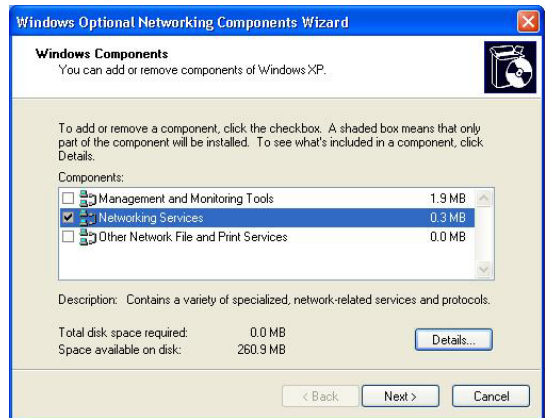 Windows Optional Networking Components Wizard
Windows Components
You can add or remove components of Windows XP.
To add or remove a component, click the checkbox. A shaded box means that only
part of the component will be installed. To see what's included in a component, click
Details.
Components:
Management and Monitoring Tools 1.9 MB
Networking Services 0.3 MB
Other Network File and Print Services 0.0 MB
Description: Contains a variety of specialized, network-related services and protocols.
Total disk space required: 0.0 MB
Space available on disk: 260.9 MB
Details...
< Back Next > Cancel